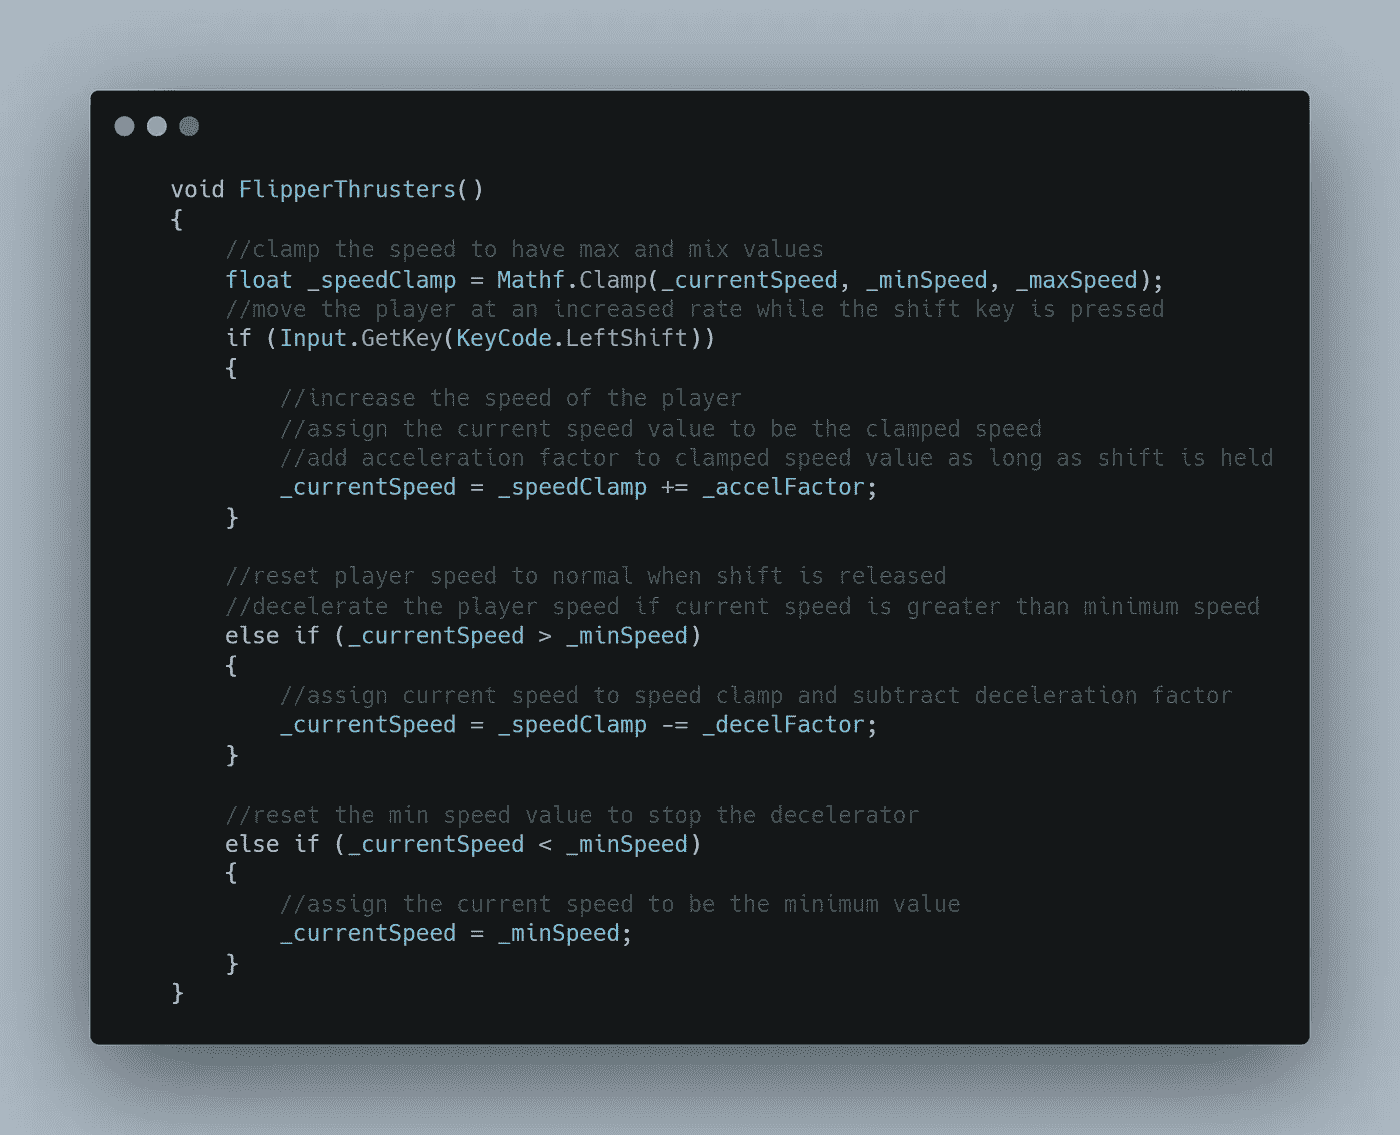 void FlipperThrusters()
{
    //clamp the speed to have max and mix values
    float _speedClamp = Mathf.Clamp(_currentSpeed, _minSpeed, _maxSpeed);
    //move the player at an increased rate while the shift key is pressed
    if (Input.GetKey(KeyCode.LeftShift))
    {
        //increase the speed of the player
        //assign the current speed value to be the clamped speed
        //add acceleration factor to clamped speed value as long as shift is held
        _currentSpeed = _speedClamp += _accelFactor;
    }

    //reset player speed to normal when shift is released
    //decelerate the player speed if current speed is greater than minimum speed
    else if (_currentSpeed > _minSpeed)
    {
        //assign current speed to speed clamp and subtract deceleration factor
        _currentSpeed = _speedClamp -= _decelFactor;
    }

    //reset the min speed value to stop the decelerator
    else if (_currentSpeed < _minSpeed)
    {
        //assign the current speed to be the minimum value
        _currentSpeed = _minSpeed;
    }
}